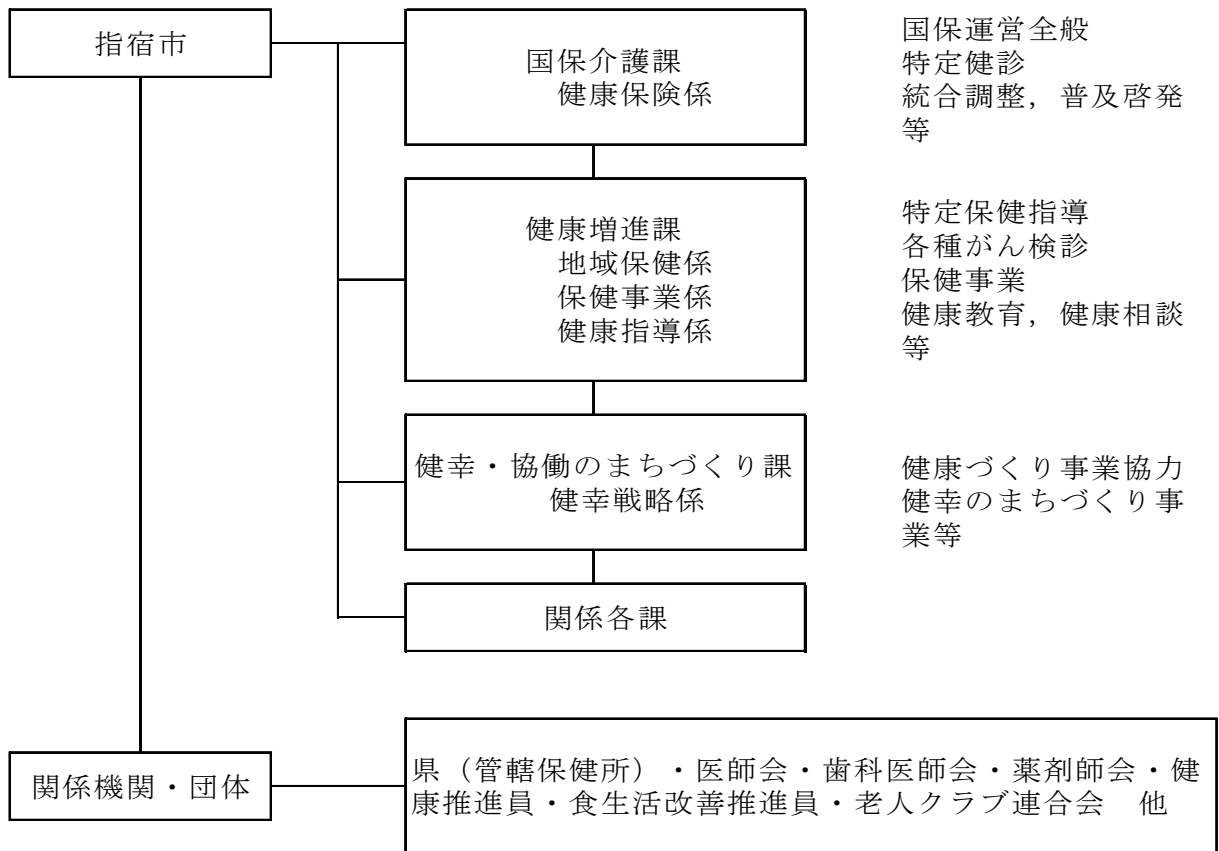 指宿市
国保介護課
健康保険係
国保運営全般
特定健診
統合調整，普及啓発
等
健康増進課
地域保健係
保健事業係
健康指導係
特定保健指導
各種がん検診
保健事業
健康教育，健康相談
等
健幸・協働のまちづくり課
健幸戦略係
健康づくり事業協力
健幸のまちづくり事
業等
関係各課
関係機関・団体
県（管轄保健所）・医師会・歯科医師会・薬剤師会・健
康推進員・食生活改善推進員・老人クラブ連合会　他